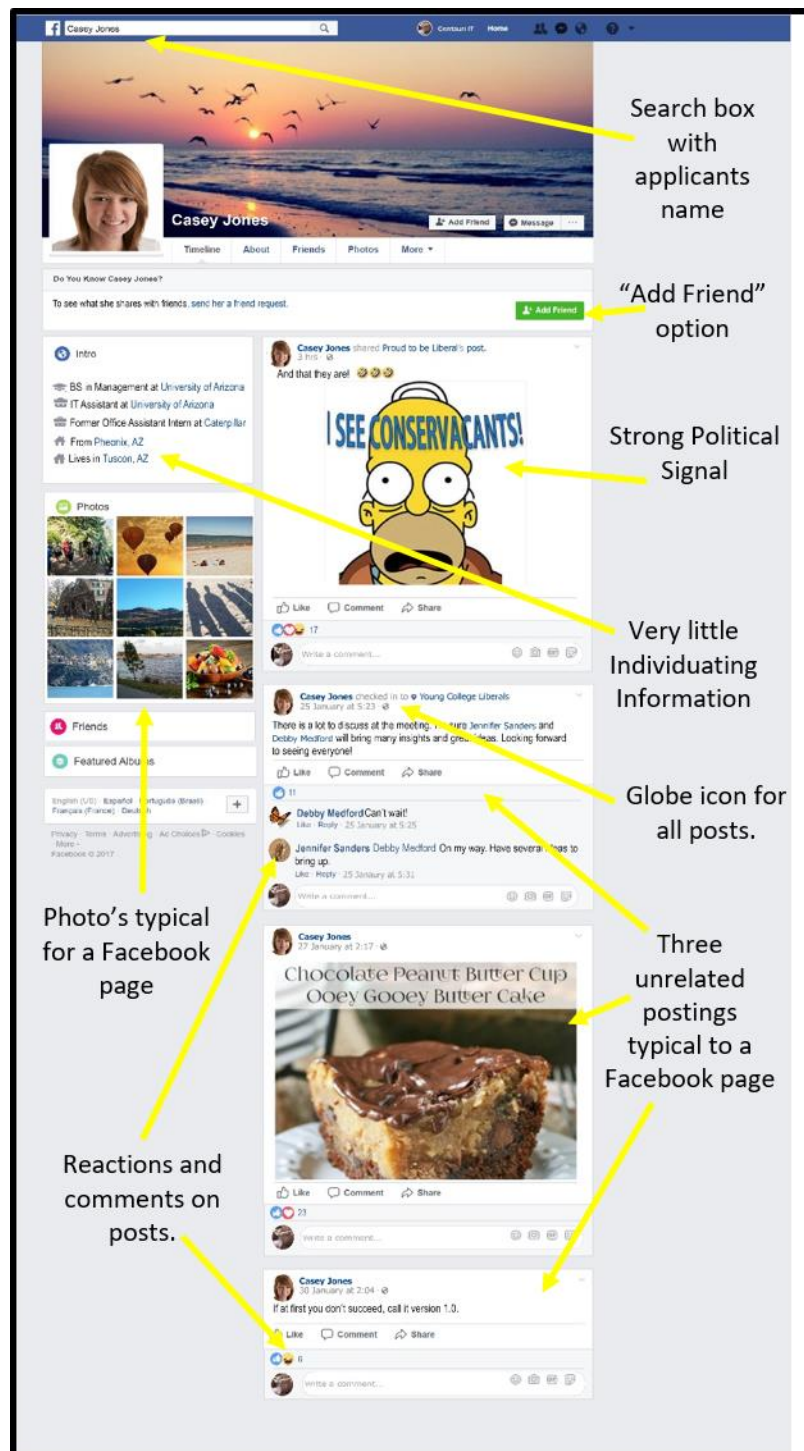 Casey Jones
Centauri IT Home
Casey Jones
Add Friend Message
Timeline About Friends Photos More
Do You Know Casey Jones?
To see what she shares with friends, send her a friend request.
Add Friend
Intro
BS in Management at University of Arizona
IT Assistant at University of Arizona
Former Office Assistant Intern at Caterpillar
From Pheonix, AZ
Lives in Tuscon, AZ
Photos
Friends
Featured Albums
English (US) · Español · Português (Brasil)
Français (France) · Deutsch
+
Privacy · Terms · Advertising · Ad Choices · Cookies
· More
Facebook © 2017
Casey Jones shared Proud to be Liberal's post.
3 hrs
And that they are!
I SEE CONSERVACANTS!
Like Comment Share
17
Write a comment...
Casey Jones checked in to Young College Liberals
25 January at 5:23
There is a lot to discuss at the meeting. I'm sure Jennifer Sanders and
Debby Medford will bring many insights and great ideas. Looking forward
to seeing everyone!
Like Comment Share
11
Debby Medford Can't wait!
Like · Reply · 25 January at 5:25
Jennifer Sanders Debby Medford On my way. Have several ideas to
bring up.
Like · Reply · 25 Janaury at 5:31
Write a comment...
Casey Jones
27 January at 2:17
Chocolate Peanut Butter Cup
Ooey Gooey Butter Cake
Like Comment Share
23
Write a comment...
Casey Jones
30 January at 2:04
If at first you don't succeed, call it version 1.0.
Like Comment Share
6
Write a comment...
Search box
with
applicants
name
“Add Friend”
option
Strong Political
Signal
Very little
Individuating
Information
Globe icon for
all posts.
Three
unrelated
postings
typical to a
Facebook page
Photo's typical
for a Facebook
page
Reactions and
comments on
posts.